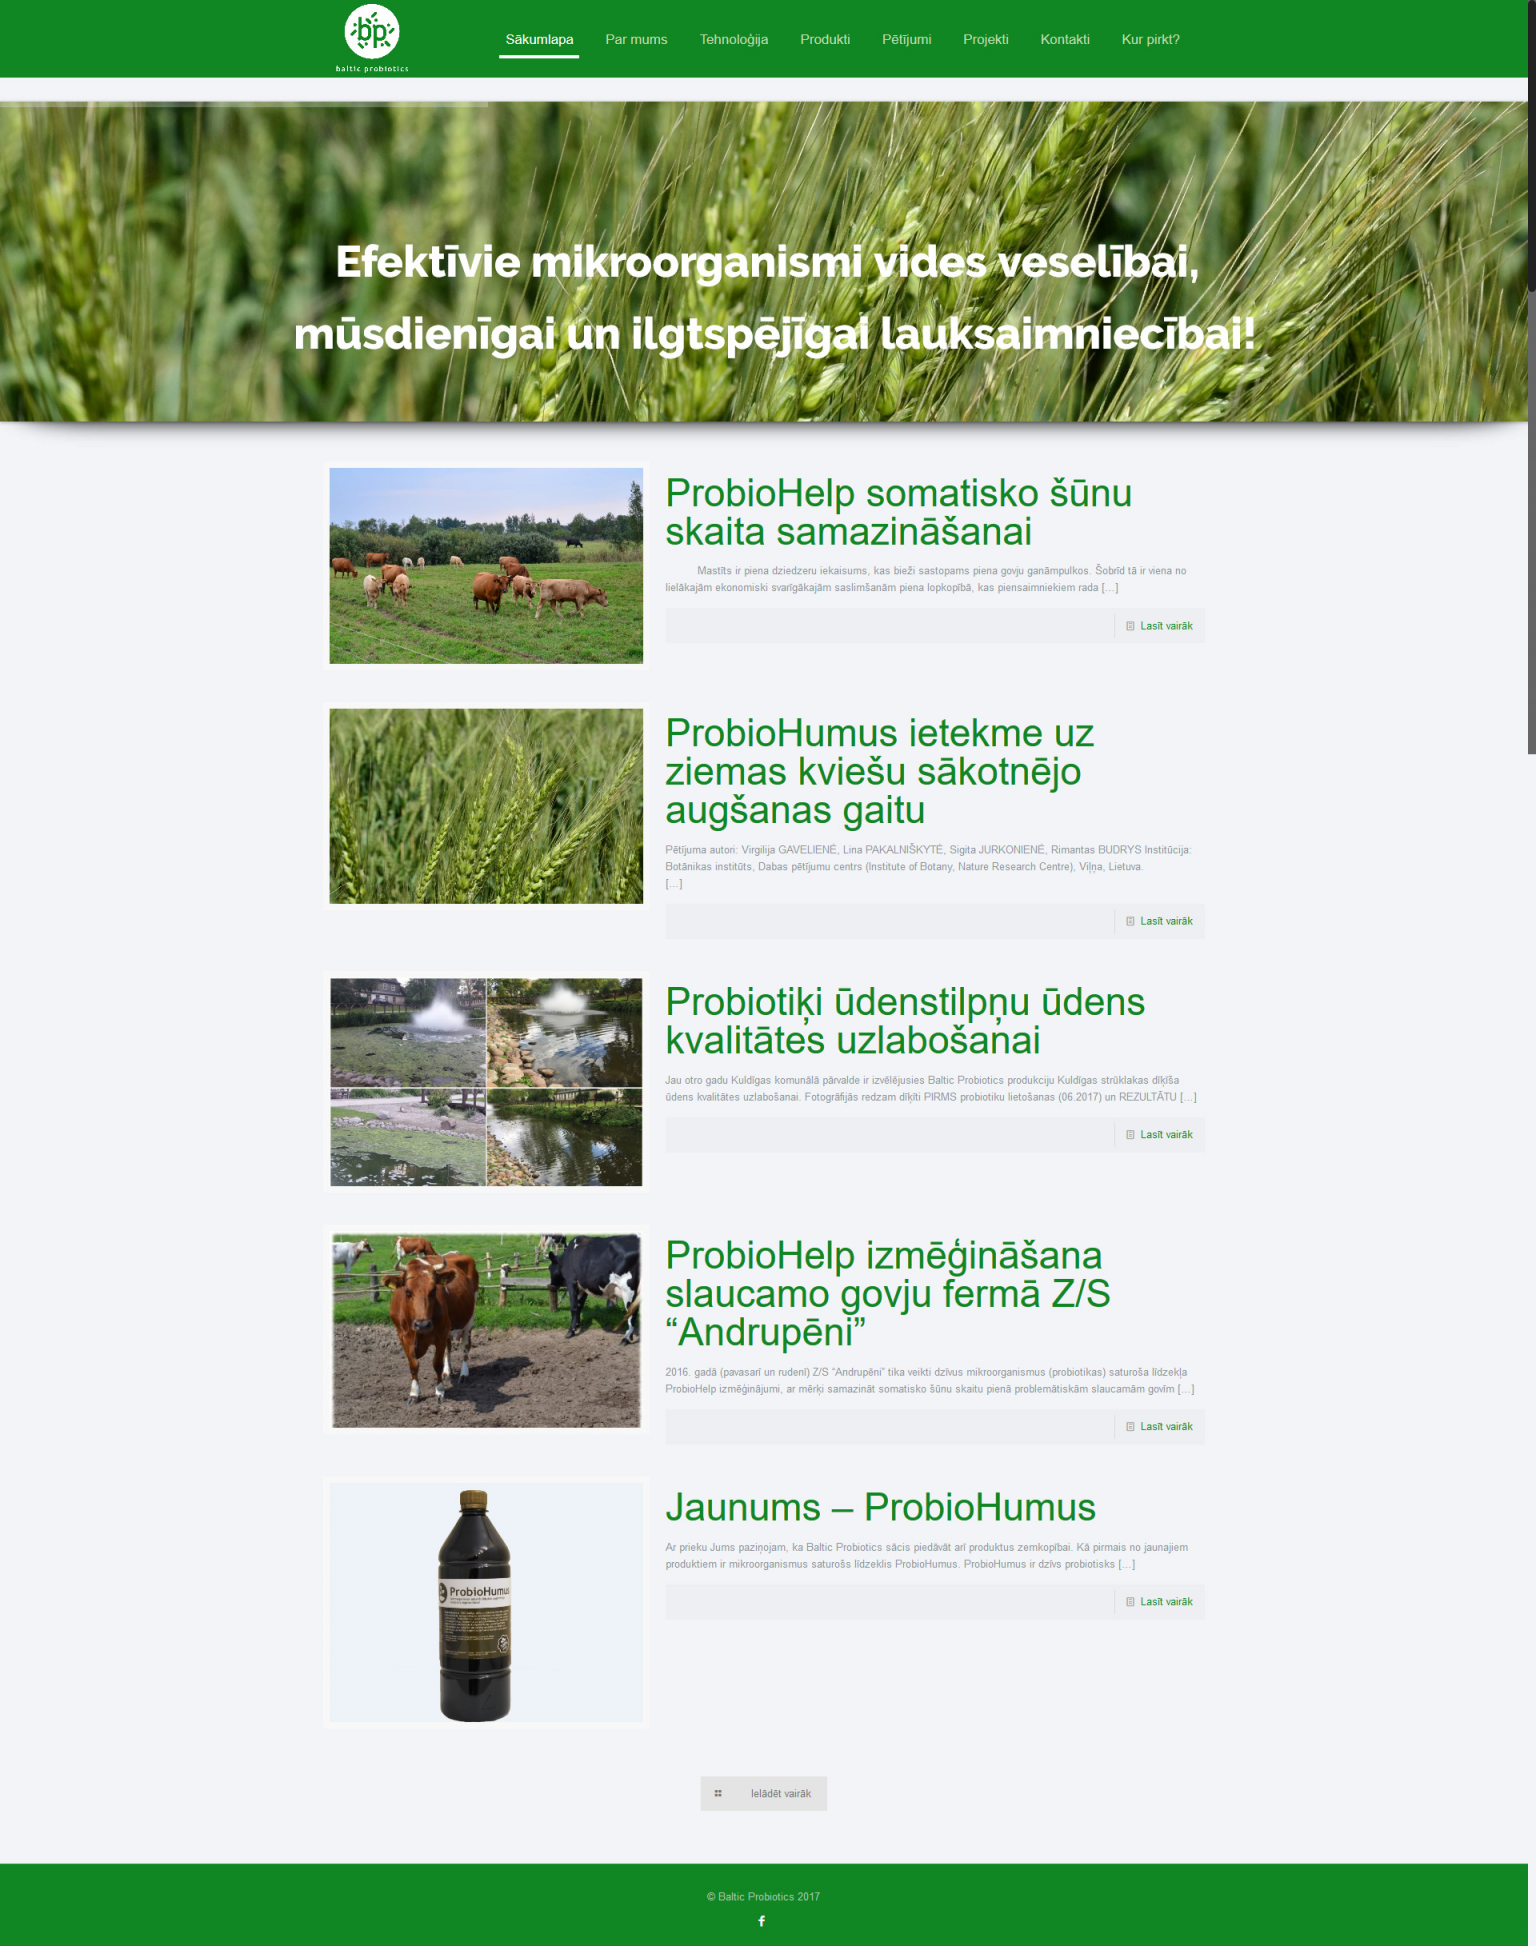 bp
baltic probiotics
Sākumlapa
Par mums
Tehnoloģija
Produkti
Pētījumi
Projekti
Kontakti
Kur pirkt?
Efektīvie mikroorganismi vides veselībai,
mūsdienīgai un ilgtspējīgai lauksaimniecībai!
ProbioHelp somatisko šūnu
skaita samazināšanai
Mastīts ir piena dziedzeru iekaisums, kas bieži sastopams piena govju ganāmpulkos. Šobrīd tā ir viena no
lielākajām ekonomiski svarīgākajām saslimšanām piena lopkopībā, kas piensaimniekiem rada […]
Lasīt vairāk
ProbioHumus ietekme uz
ziemas kviešu sākotnējo
augšanas gaitu
Pētījuma autori: Virgilija GAVELIENĖ, Lina PAKALNIŠKYTĖ, Sigita JURKONIENĖ, Rimantas BUDRYS Institūcija:
Botānikas institūts, Dabas pētījumu centrs (Institute of Botany, Nature Research Centre), Viļņa, Lietuva.
[…]
Lasīt vairāk
Probiotiķi ūdenstilpņu ūdens
kvalitātes uzlabošanai
Jau otro gadu Kuldīgas komunālā pārvalde ir izvēlējusies Baltic Probiotics produkciju Kuldīgas strūklakas dīķīša
ūdens kvalitātes uzlabošanai. Fotogrāfijās redzam dīķīti PIRMS probiotiku lietošanas (06.2017) un REZULTĀTU […]
Lasīt vairāk
ProbioHelp izmēģināšana
slaucamo govju fermā Z/S
“Andrupēni”
2016. gadā (pavasarī un rudenī) Z/S “Andrupēni” tika veikti dzīvus mikroorganismus (probiotikas) saturoša līdzekļa
ProbioHelp izmēģinājumi, ar mērķi samazināt somatisko šūnu skaitu pienā problemātiskām slaucamām govīm […]
Lasīt vairāk
ProbioHumus
Jaunums – ProbioHumus
Ar prieku Jums paziņojam, ka Baltic Probiotics sācis piedāvāt arī produktus zemkopībai. Kā pirmais no jaunajiem
produktiem ir mikroorganismus saturošs līdzeklis ProbioHumus. ProbioHumus ir dzīvs probiotisks […]
Lasīt vairāk
Ielādēt vairāk
© Baltic Probiotics 2017